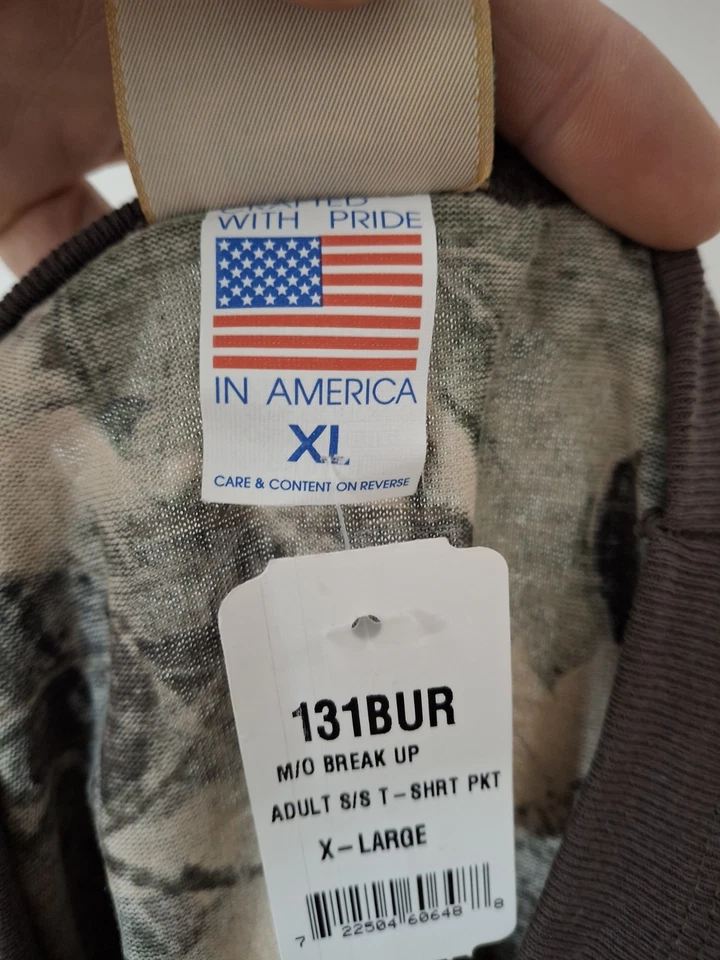 CRAFTED
WITH PRIDE
IN AMERICA
XL
CARE & CONTENT ON REVERSE
131BUR
M/O BREAK UP
ADULT S/S T-SHRT PKT
X-LARGE
7 22504 60648 8